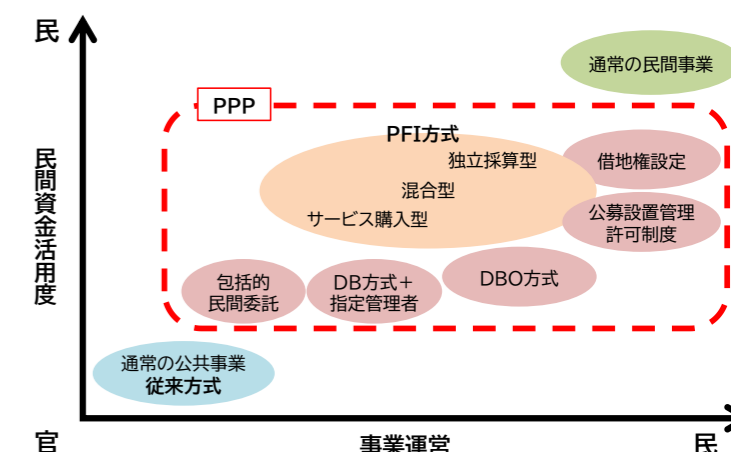 民
通常の民間事業
PPP
PFI方式
独立採算型
借地権設定
混合型
サービス購入型
公募設置管理
許可制度
民間資金活用度
包括的
民間委託
DB方式+
指定管理者
DBO方式
通常の公共事業
従来方式
官
事業運営
民